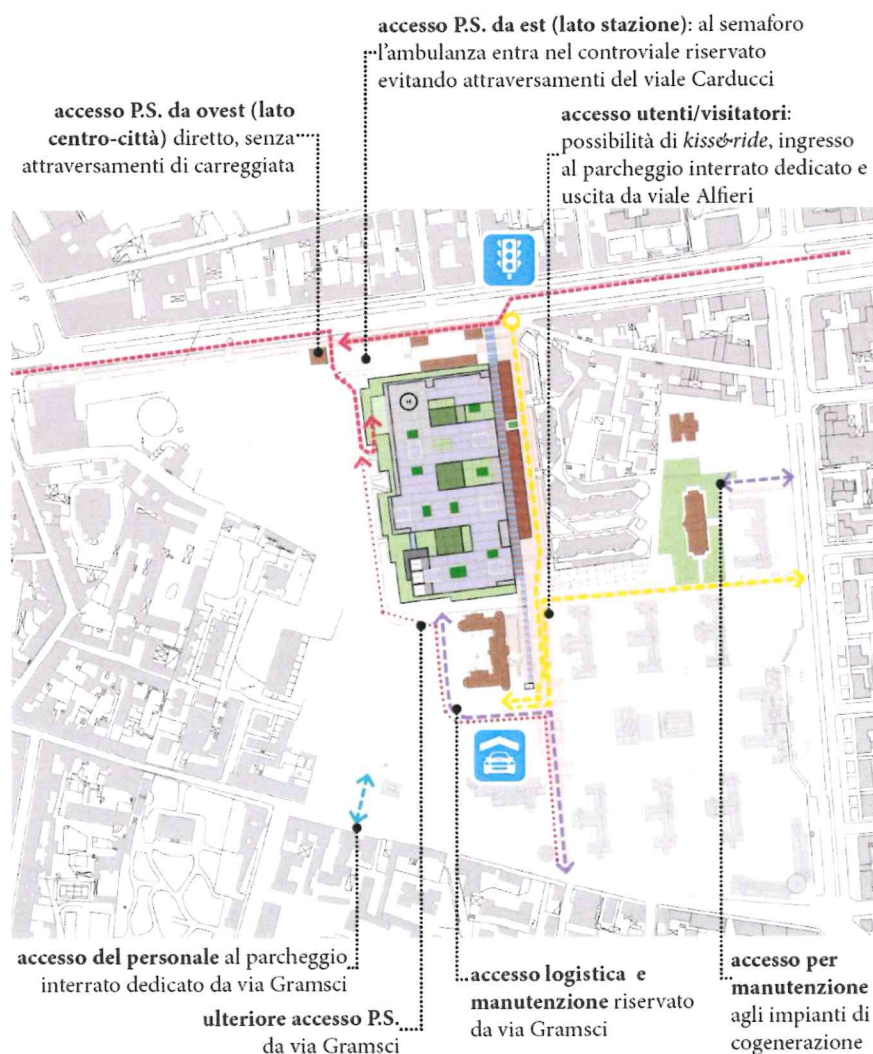 accesso P.S. da est (lato stazione): al semaforo
l'ambulanza entra nel controviale riservato
evitando attraversamenti del viale Carducci
accesso P.S. da ovest (lato
centro-città) diretto, senza
attraversamenti di carreggiata
accesso utenti/visitatori:
possibilità di kiss&ride, ingresso
al parcheggio interrato dedicato e
uscita da viale Alfieri
H
accesso del personale al parcheggio
interrato dedicato da via Gramsci
ulteriore accesso P.S.
da via Gramsci
accesso logistica e
manutenzione riservato
da via Gramsci
accesso per
manutenzione
agli impianti di
cogenerazione